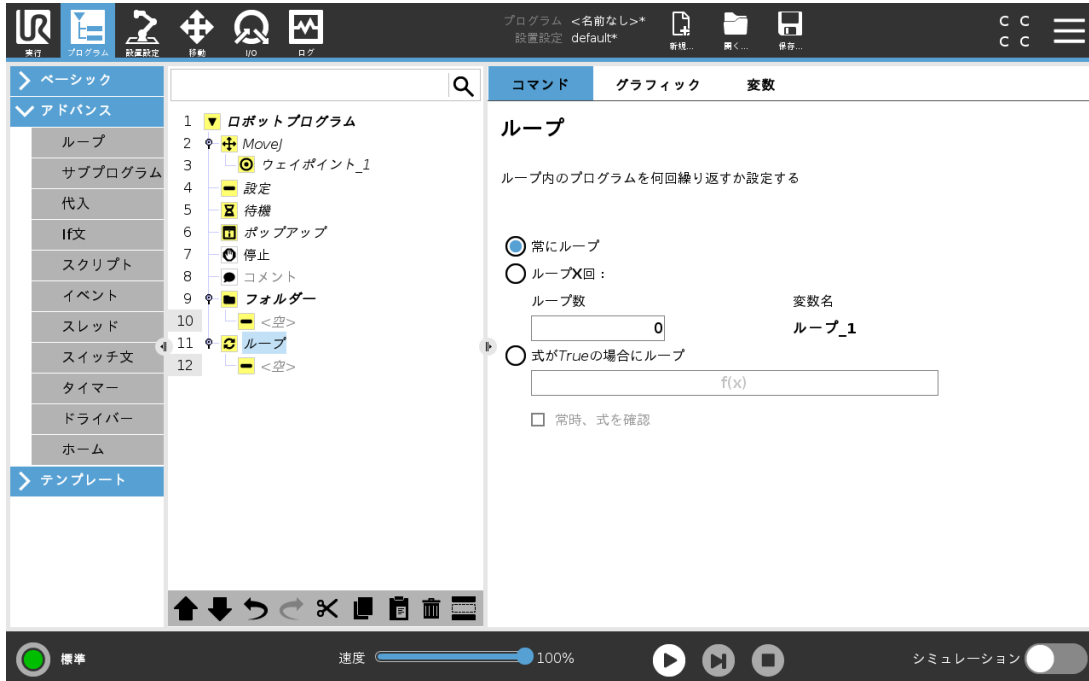 UR
実行
プログラム
設置設定
移動
I/O
ログ
プログラム <名前なし>*
設置設定 default*
新規...
開く...
保存...
C C
C C
ベーシック
アドバンス
ループ
サブプログラム
代入
If文
スクリプト
イベント
スレッド
スイッチ文
タイマー
ドライバー
ホーム
テンプレート
1 ロボットプログラム
2 MoveJ
3 ウェイポイント_1
4 設定
5 待機
6 ポップアップ
7 停止
8 コメント
9 フォルダー
10 <空>
11 ループ
12 <空>
コマンド グラフィック 変数
ループ
ループ内のプログラムを何回繰り返すか設定する
常にループ
ループX回：
ループ数 変数名
0 ループ_1
式がTrueの場合にループ
f(x)
常時、式を確認
標準
速度 100%
シミュレーション